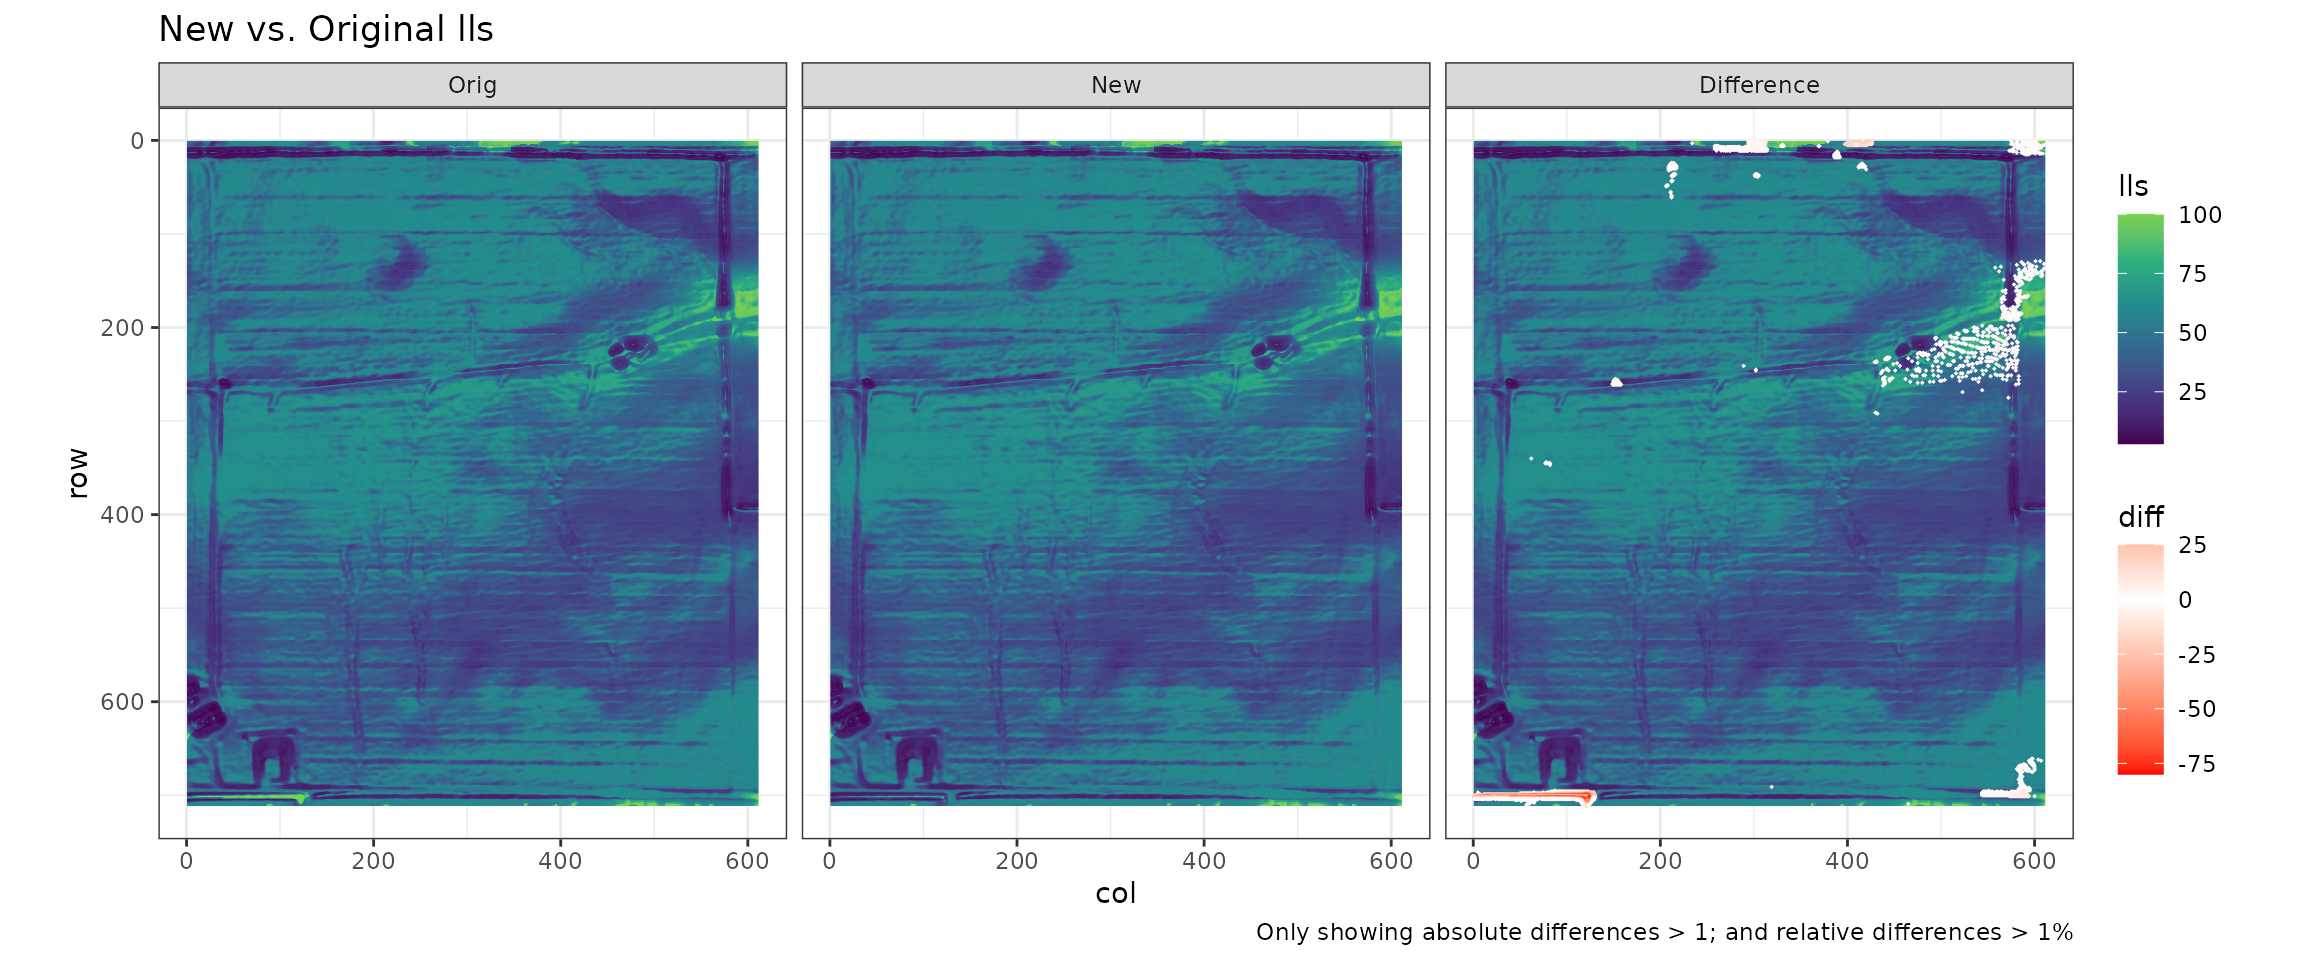 New vs. Original lls
Orig
New
Difference
0
200
400
600
row
0 200 400 600
0 200 400 600
0 200 400 600
col
lls
100
75
50
25
diff
25
0
-25
-50
-75
Only showing absolute differences > 1; and relative differences > 1%